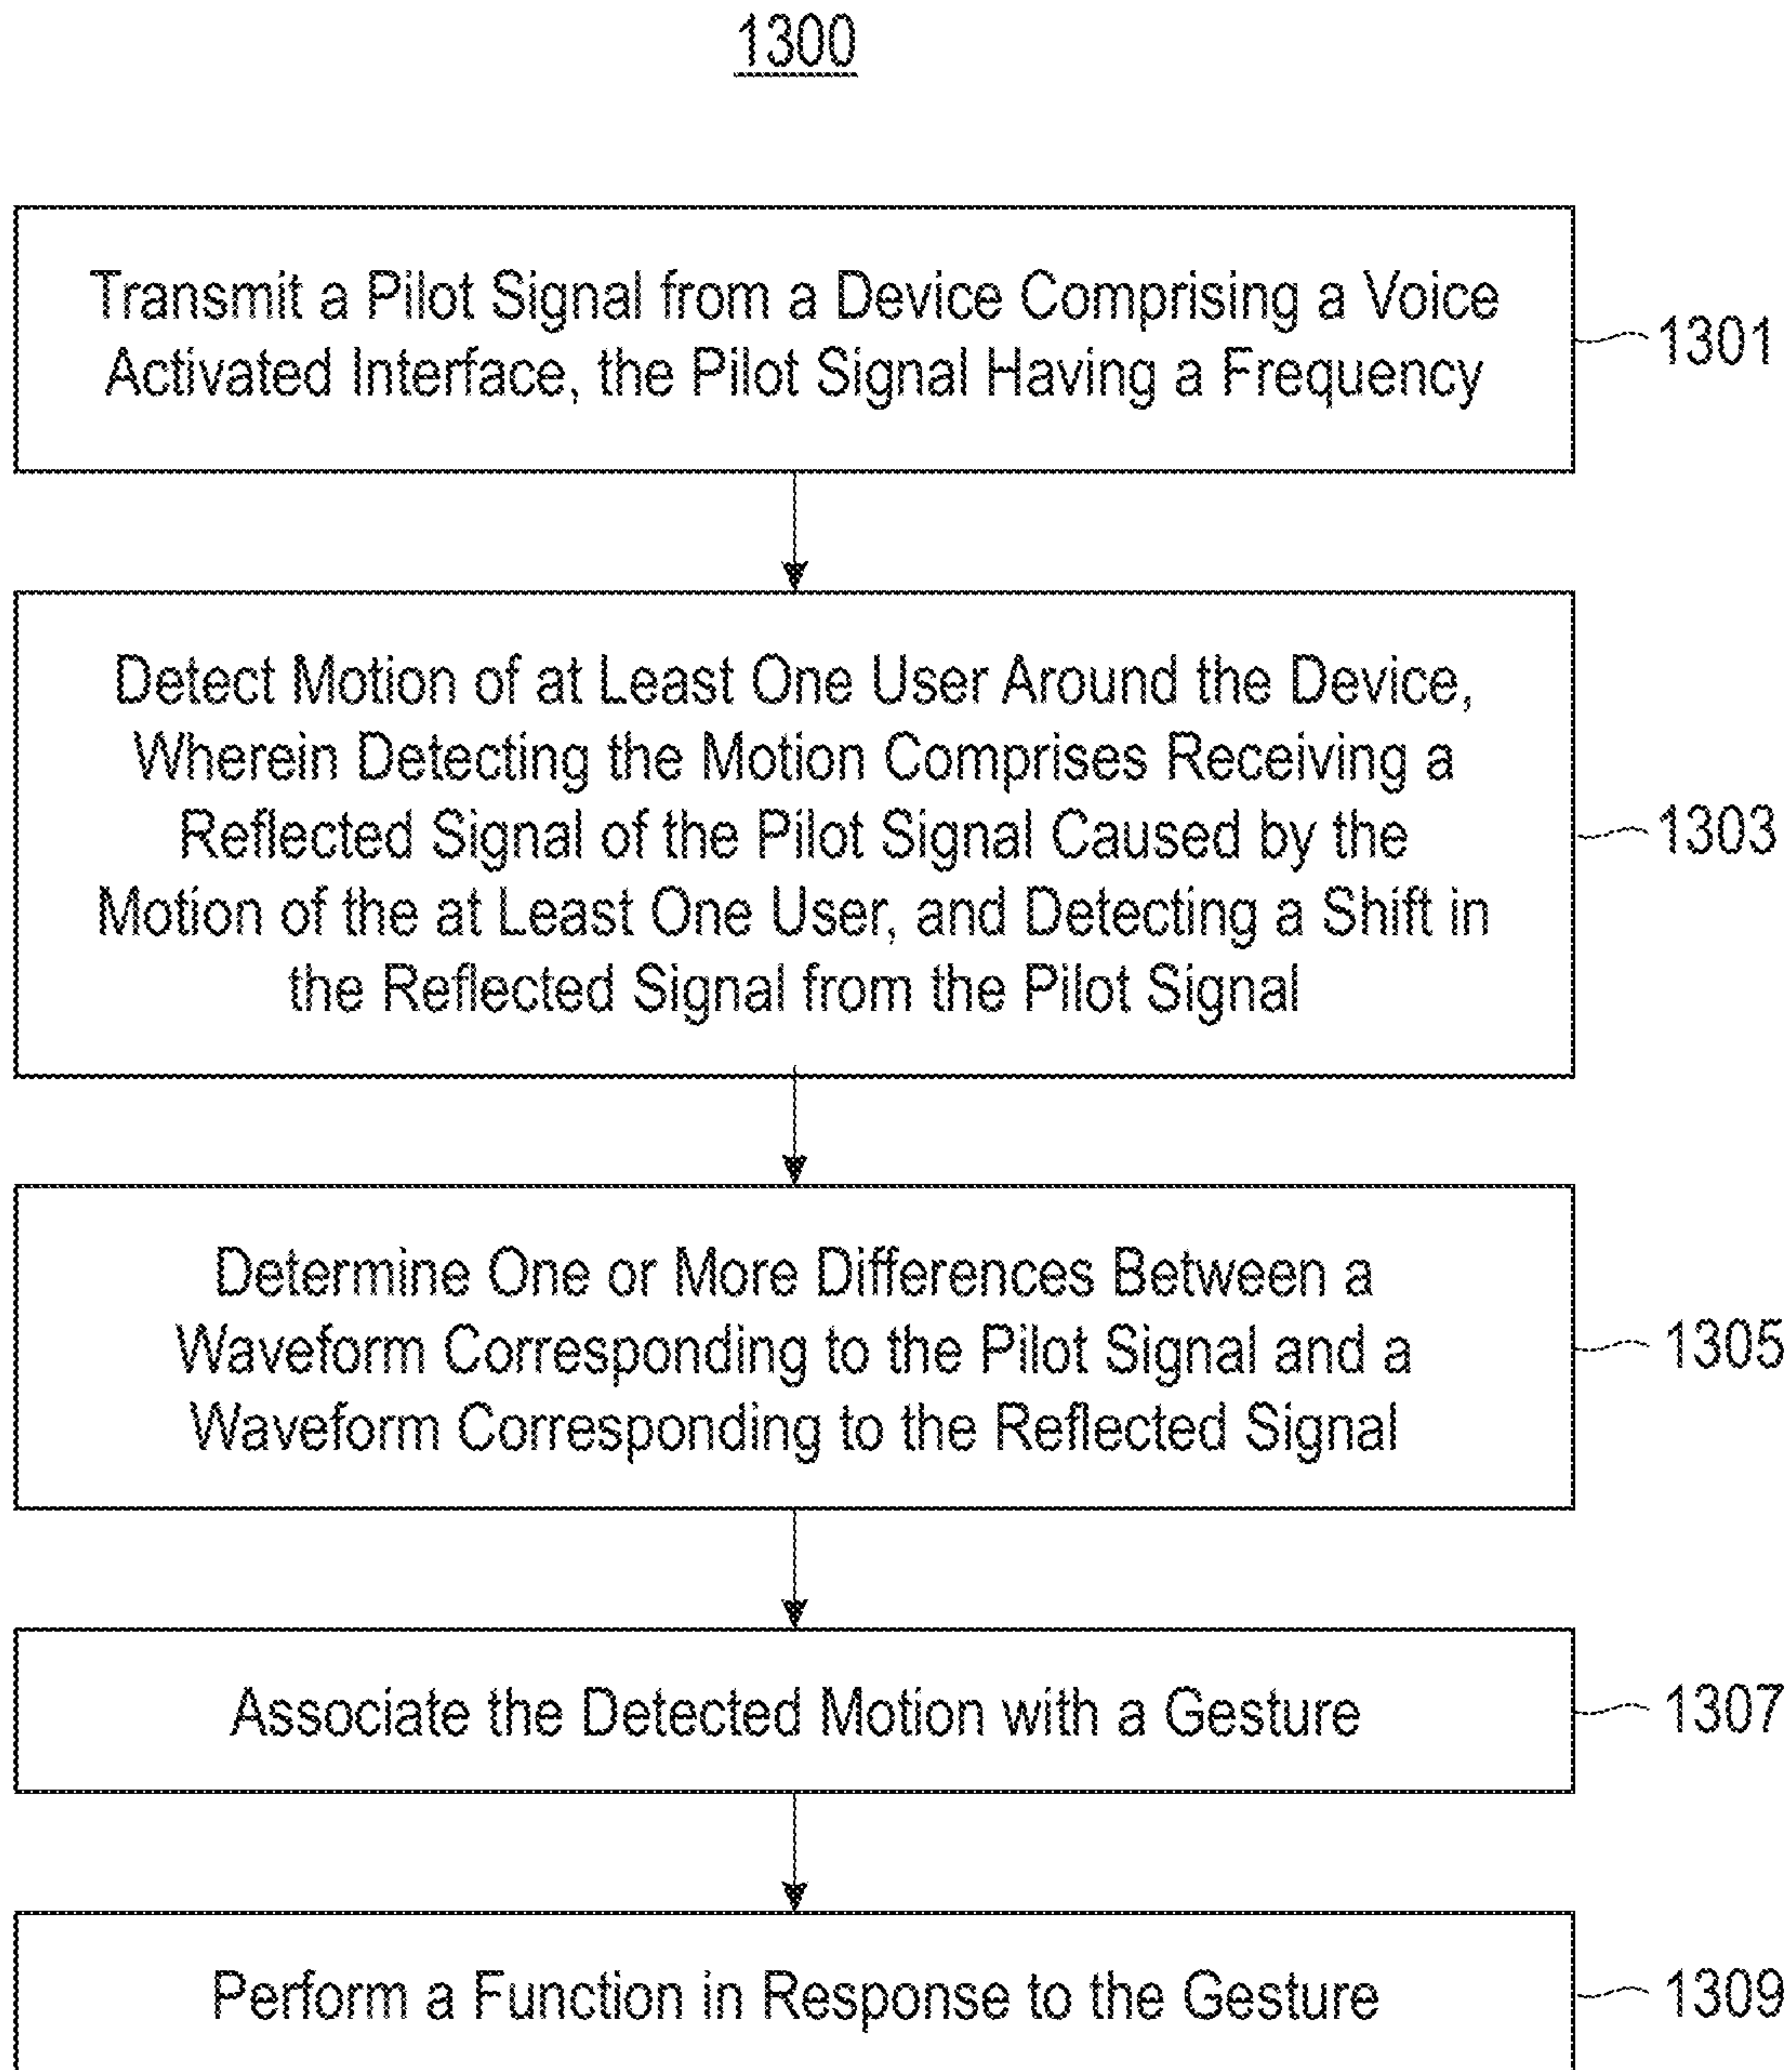 1300
Transmit a Pilot Signal from a Device Comprising a Voice
Activated Interface, the Pilot Signal Having a Frequency
1301
Detect Motion of at Least One User Around the Device,
Wherein Detecting the Motion Comprises Receiving a
Reflected Signal of the Pilot Signal Caused by the
Motion of the at Least One User, and Detecting a Shift in
the Reflected Signal from the Pilot Signal
1303
Determine One or More Differences Between a
Waveform Corresponding to the Pilot Signal and a
Waveform Corresponding to the Reflected Signal
1305
Associate the Detected Motion with a Gesture
1307
Perform a Function in Response to the Gesture
1309